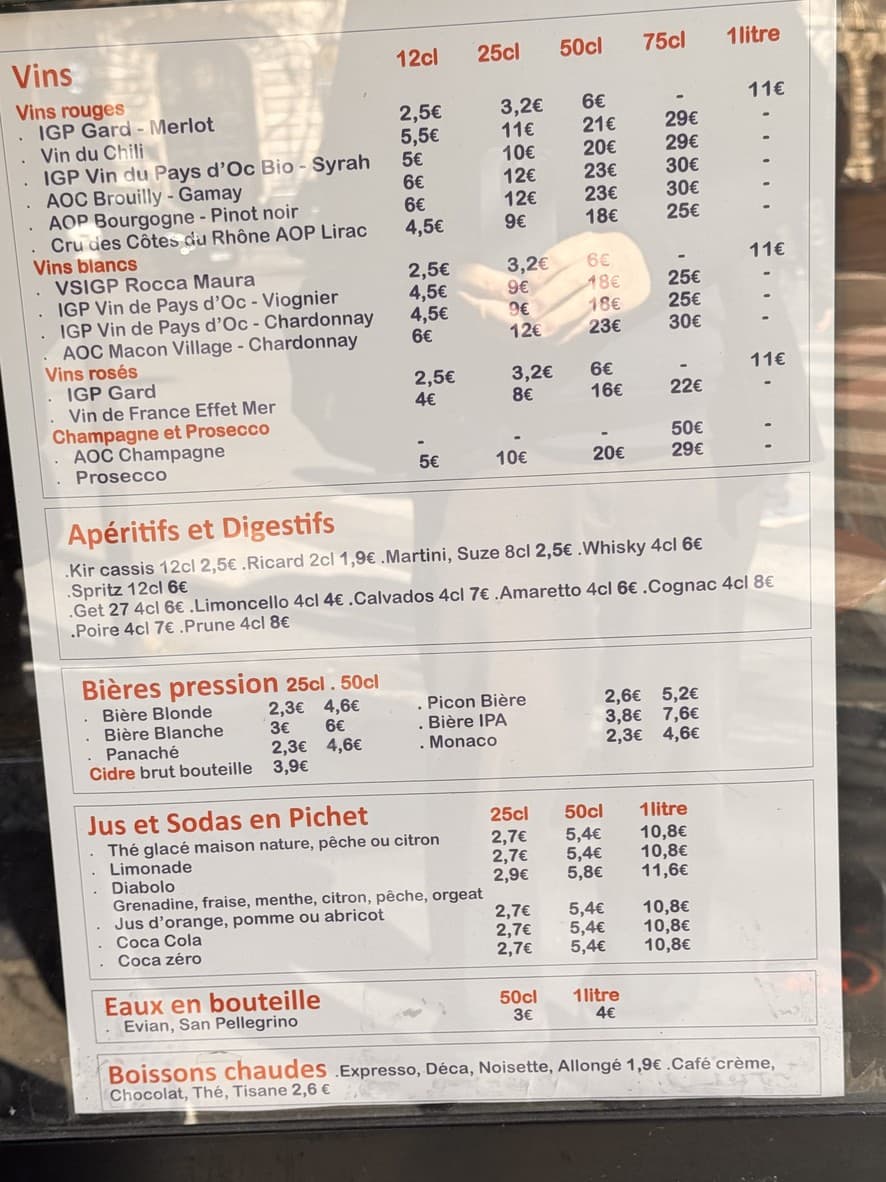 Vins 12cl 25cl 50cl 75cl 1litre
Vins rouges
. IGP Gard - Merlot 2,5€ 3,2€ 6€ - 11€
. Vin du Chili 5,5€ 11€ 21€ 29€ -
. IGP Vin du Pays d'Oc Bio - Syrah 5€ 10€ 20€ 29€ -
. AOC Brouilly - Gamay 6€ 12€ 23€ 30€ -
. AOP Bourgogne - Pinot noir 6€ 12€ 23€ 30€ -
. Cru des Côtes du Rhône AOP Lirac 4,5€ 9€ 18€ 25€ -
Vins blancs
. VSIGP Rocca Maura 2,5€ 3,2€ 6€ - 11€
. IGP Vin de Pays d'Oc - Viognier 4,5€ 9€ 18€ 25€ -
. IGP Vin de Pays d'Oc - Chardonnay 4,5€ 9€ 18€ 25€ -
. AOC Macon Village - Chardonnay 6€ 12€ 23€ 30€ -
Vins rosés
. IGP Gard 2,5€ 3,2€ 6€ - 11€
. Vin de France Effet Mer 4€ 8€ 16€ 22€ -
Champagne et Prosecco
. AOC Champagne - - - 50€ -
. Prosecco 5€ 10€ 20€ 29€ -
Apéritifs et Digestifs
.Kir cassis 12cl 2,5€ .Ricard 2cl 1,9€ .Martini, Suze 8cl 2,5€ .Whisky 4cl 6€
.Spritz 12cl 6€
.Get 27 4cl 6€ .Limoncello 4cl 4€ .Calvados 4cl 7€ .Amaretto 4cl 6€ .Cognac 4cl 8€
.Poire 4cl 7€ .Prune 4cl 8€
Bières pression 25cl . 50cl
. Bière Blonde 2,3€ 4,6€ . Picon Bière 2,6€ 5,2€
. Bière Blanche 3€ 6€ . Bière IPA 3,8€ 7,6€
. Panaché 2,3€ 4,6€ . Monaco 2,3€ 4,6€
Cidre brut bouteille 3,9€
Jus et Sodas en Pichet 25cl 50cl 1litre
. Thé glacé maison nature, pêche ou citron 2,7€ 5,4€ 10,8€
. Limonade 2,7€ 5,4€ 10,8€
. Diabolo 2,9€ 5,8€ 11,6€
Grenadine, fraise, menthe, citron, pêche, orgeat
. Jus d'orange, pomme ou abricot 2,7€ 5,4€ 10,8€
. Coca Cola 2,7€ 5,4€ 10,8€
. Coca zéro 2,7€ 5,4€ 10,8€
Eaux en bouteille 50cl 1litre
. Evian, San Pellegrino 3€ 4€
Boissons chaudes .Expresso, Déca, Noisette, Allongé 1,9€ .Café crème,
Chocolat, Thé, Tisane 2,6 €